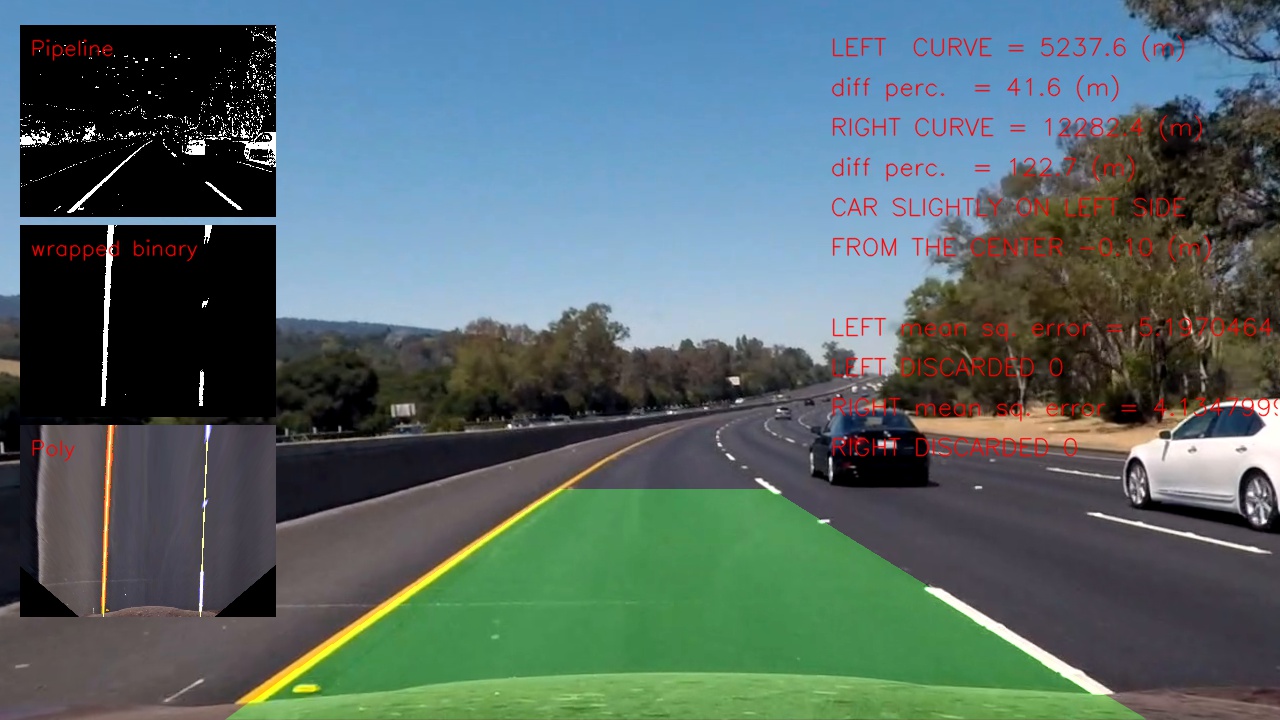 Pipeline
wrapped binary
Poly
LEFT CURVE = 5237.6 (m)
diff perc. = 41.6 (m)
RIGHT CURVE = 12282.4 (m)
diff perc. = 122.7 (m)
CAR SLIGHTLY ON LEFT SIDE
FROM THE CENTER -0.10 (m)
LEFT mean sq. error = 5.1970464
LEFT DISCARDED 0
RIGHT mean sq. error = 4.1347999
RIGHT DISCARDED 0